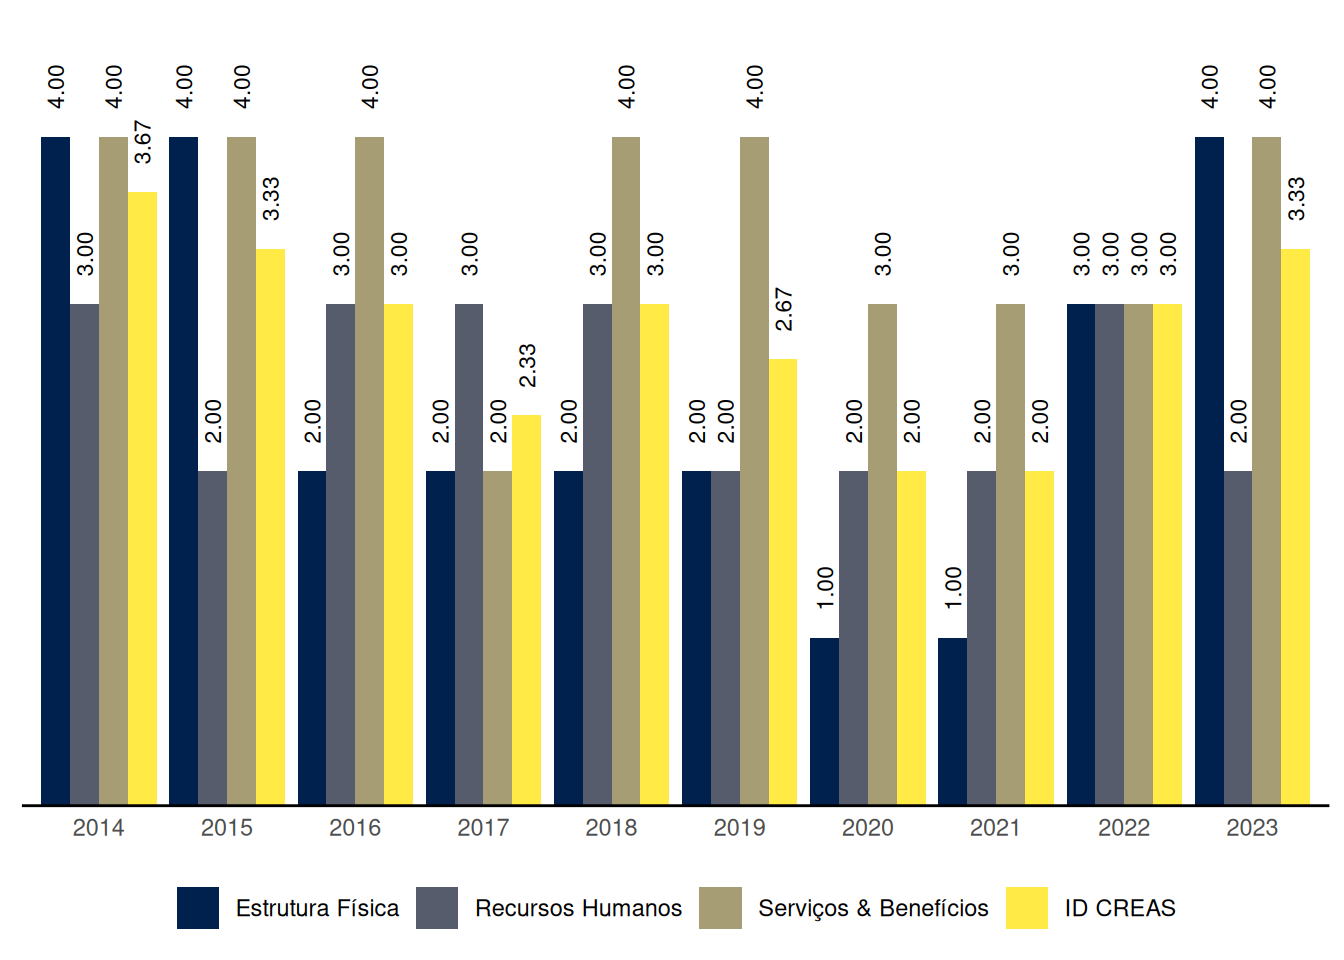 4.00 3.00 4.00 3.67 4.00 2.00 4.00 3.33 2.00 3.00 4.00 3.00 2.00 3.00 2.00 2.33 2.00 3.00 4.00 3.00 2.00 2.00 4.00 2.67 1.00 2.00 3.00 2.00 1.00 2.00 3.00 2.00 3.00 3.00 3.00 3.00 4.00 2.00 4.00 3.33
2014 2015 2016 2017 2018 2019 2020 2021 2022 2023
Estrutura Física Recursos Humanos Serviços & Benefícios ID CREAS